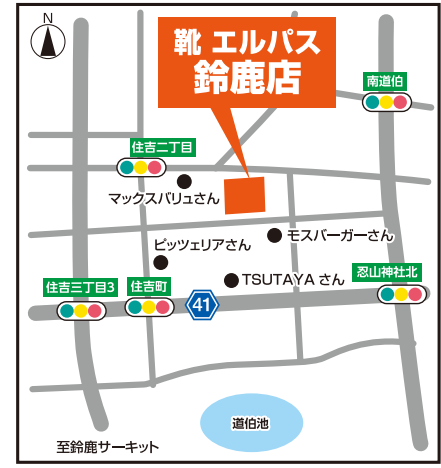 N
靴 エルパス
鈴鹿店
南道伯
住吉二丁目
マックスバリュさん
モスバーガーさん
ピッツェリアさん
TSUTAYA さん
忍山神社北
住吉三丁目3
住吉町
41
道伯池
至鈴鹿サーキット